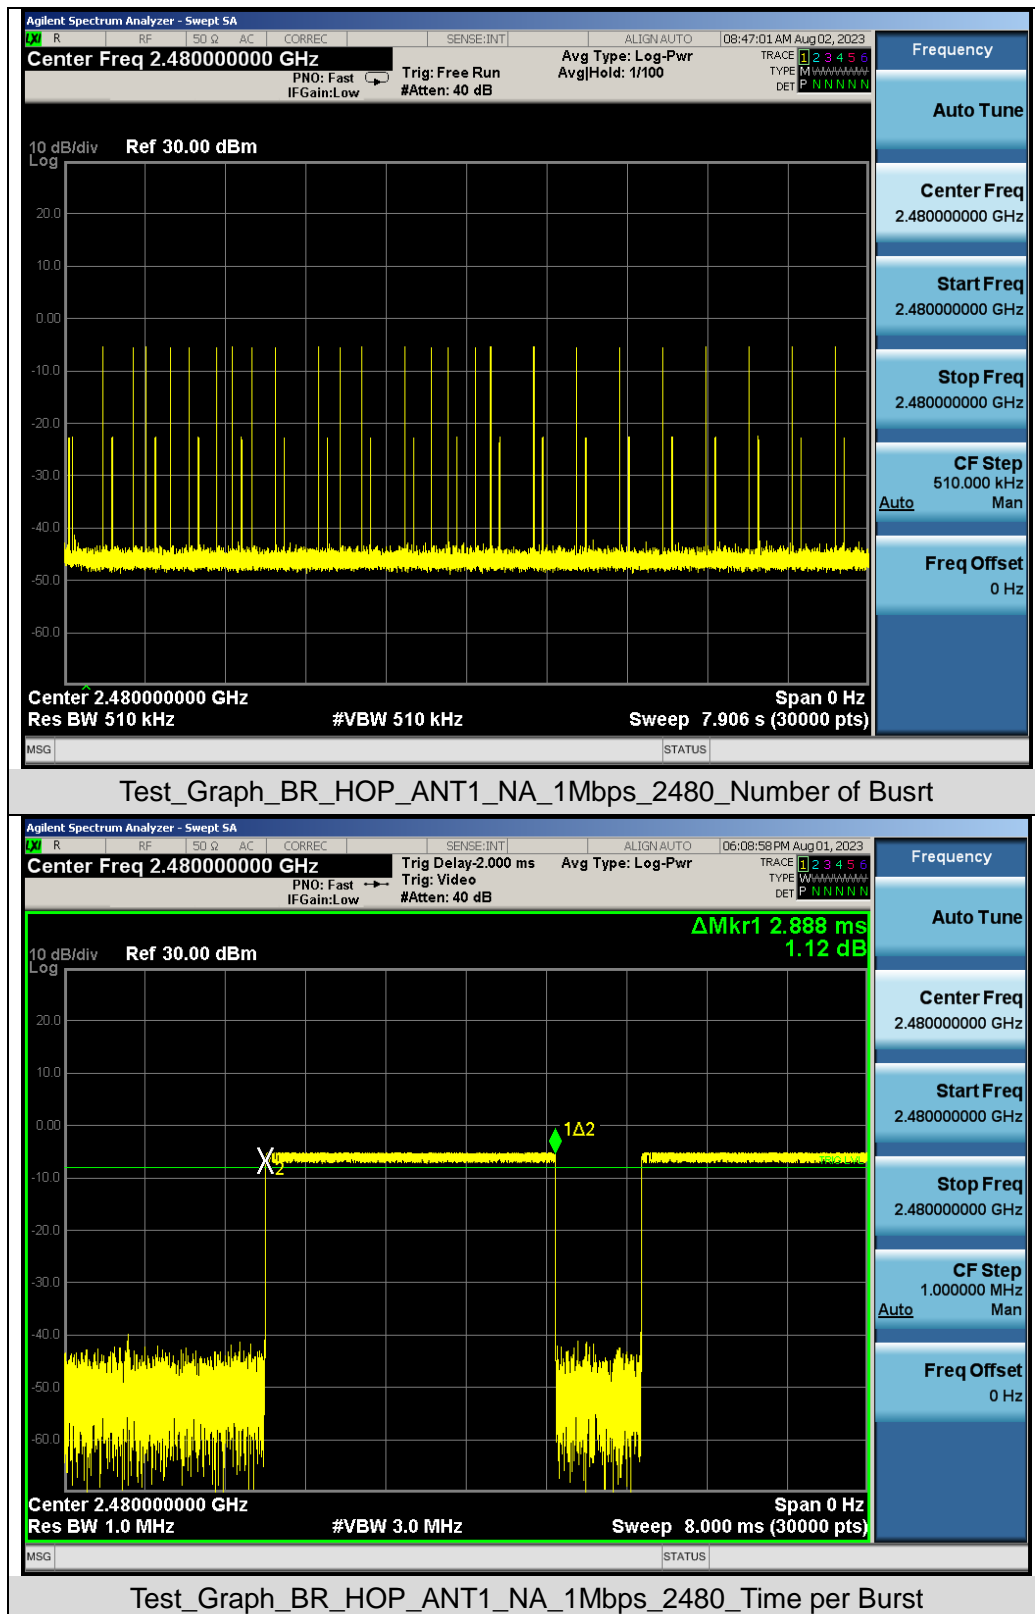 Agilent Spectrum Analyzer - Swept SA
LXI R RF 50 Ω AC CORREC SENSE:INT ALIGN AUTO 08:47:01 AM Aug 02, 2023
Center Freq 2.480000000 GHz
PNO: Fast
IFGain:Low
Trig: Free Run
#Atten: 40 dB
Avg Type: Log-Pwr
Avg|Hold: 1/100
TRACE 1 2 3 4 5 6
TYPE M
DET P N N N N N
10 dB/div Ref 30.00 dBm
Log
20.0
10.0
0.00
-10.0
-20.0
-30.0
-40.0
-50.0
-60.0
Center 2.480000000 GHz Span 0 Hz
Res BW 510 kHz #VBW 510 kHz Sweep 7.906 s (30000 pts)
MSG STATUS
Frequency
Auto Tune
Center Freq
2.480000000 GHz
Start Freq
2.480000000 GHz
Stop Freq
2.480000000 GHz
CF Step
510.000 kHz
Auto Man
Freq Offset
0 Hz
Test_Graph_BR_HOP_ANT1_NA_1Mbps_2480_Number of Busrt
Agilent Spectrum Analyzer - Swept SA
LXI R RF 50 Ω AC CORREC SENSE:INT ALIGN AUTO 06:08:58 PM Aug 01, 2023
Center Freq 2.480000000 GHz
PNO: Fast
IFGain:Low
Trig Delay-2.000 ms
Trig: Video
#Atten: 40 dB
Avg Type: Log-Pwr
TRACE 1 2 3 4 5 6
TYPE W
DET P N N N N N
ΔMkr1 2.888 ms
1.12 dB
10 dB/div Ref 30.00 dBm
Log
20.0
10.0
0.00
-10.0
-20.0
-30.0
-40.0
-50.0
-60.0
1Δ2
2
TRIG LVL
Center 2.480000000 GHz Span 0 Hz
Res BW 1.0 MHz #VBW 3.0 MHz Sweep 8.000 ms (30000 pts)
MSG STATUS
Frequency
Auto Tune
Center Freq
2.480000000 GHz
Start Freq
2.480000000 GHz
Stop Freq
2.480000000 GHz
CF Step
1.000000 MHz
Auto Man
Freq Offset
0 Hz
Test_Graph_BR_HOP_ANT1_NA_1Mbps_2480_Time per Burst